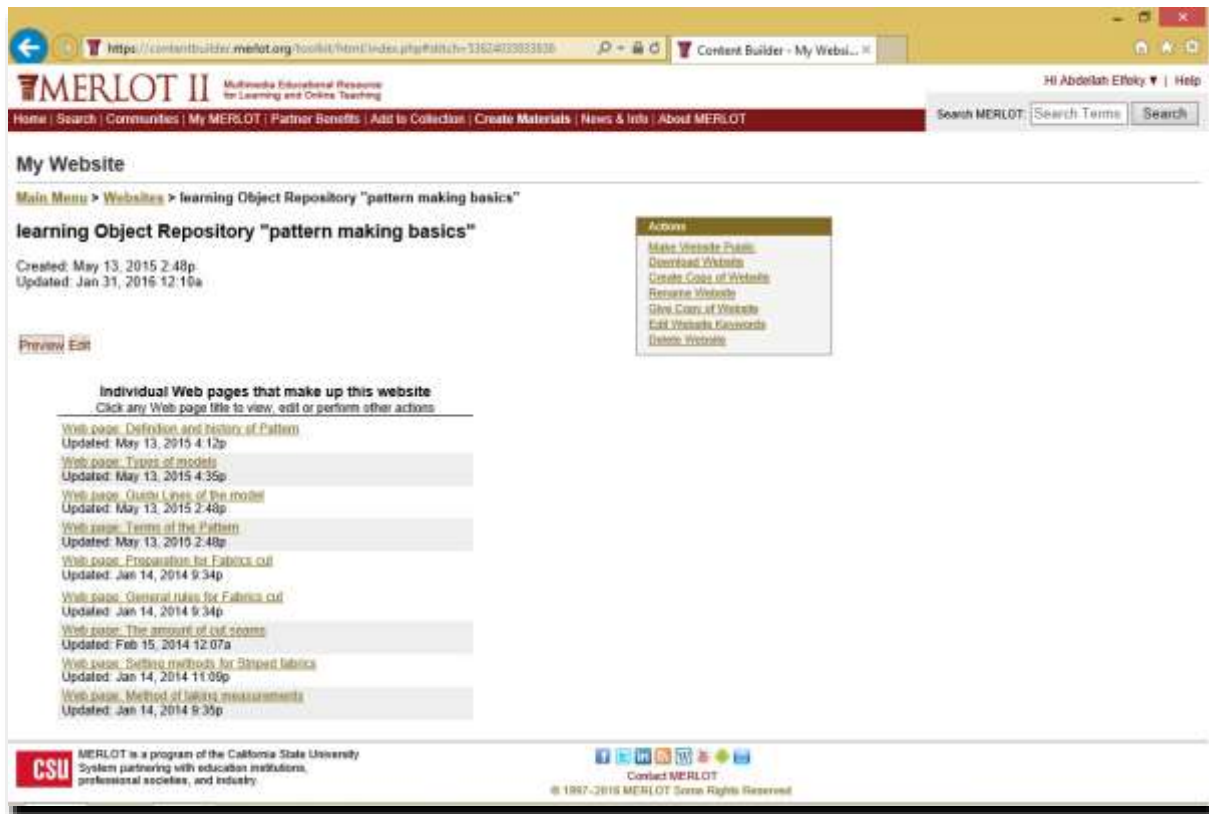 https://contentbuilder.merlot.org/toolkit/html/index.php#stitch=
Content Builder - My Websi...
MERLOT II Multimedia Educational Resource
for Learning and Online Teaching
Hi Abdellah Elfeky ▼ | Help
Home | Search | Communities | My MERLOT | Partner Benefits | Add to Collection | Create Materials | News & Info | About MERLOT
Search MERLOT: Search Terms Search
My Website
Main Menu > Websites > learning Object Repository "pattern making basics"
learning Object Repository "pattern making basics"
Created: May 13, 2015 2:48p
Updated: Jan 31, 2016 12:10a
Actions
Make Website Public
Download Website
Create Copy of Website
Rename Website
Give Copy of Website
Edit Website Keywords
Delete Website
Preview Edit
Individual Web pages that make up this website
Click any Web page title to view, edit or perform other actions
Web page: Definition and history of Pattern
Updated: May 13, 2015 4:12p
Web page: Types of models
Updated: May 13, 2015 4:35p
Web page: Guide Lines of the model
Updated: May 13, 2015 2:48p
Web page: Terms of the Pattern
Updated: May 13, 2015 2:48p
Web page: Preparation for Fabrics cut
Updated: Jan 14, 2014 9:34p
Web page: General rules for Fabrics cut
Updated: Jan 14, 2014 9:34p
Web page: The amount of cut seams
Updated: Feb 15, 2014 12:07a
Web page: Setting methods for Striped fabrics
Updated: Jan 14, 2014 11:09p
Web page: Method of taking measurements
Updated: Jan 14, 2014 9:35p
CSU
MERLOT is a program of the California State University
System partnering with education institutions,
professional societies, and industry.
Contact MERLOT
© 1997-2016 MERLOT Some Rights Reserved